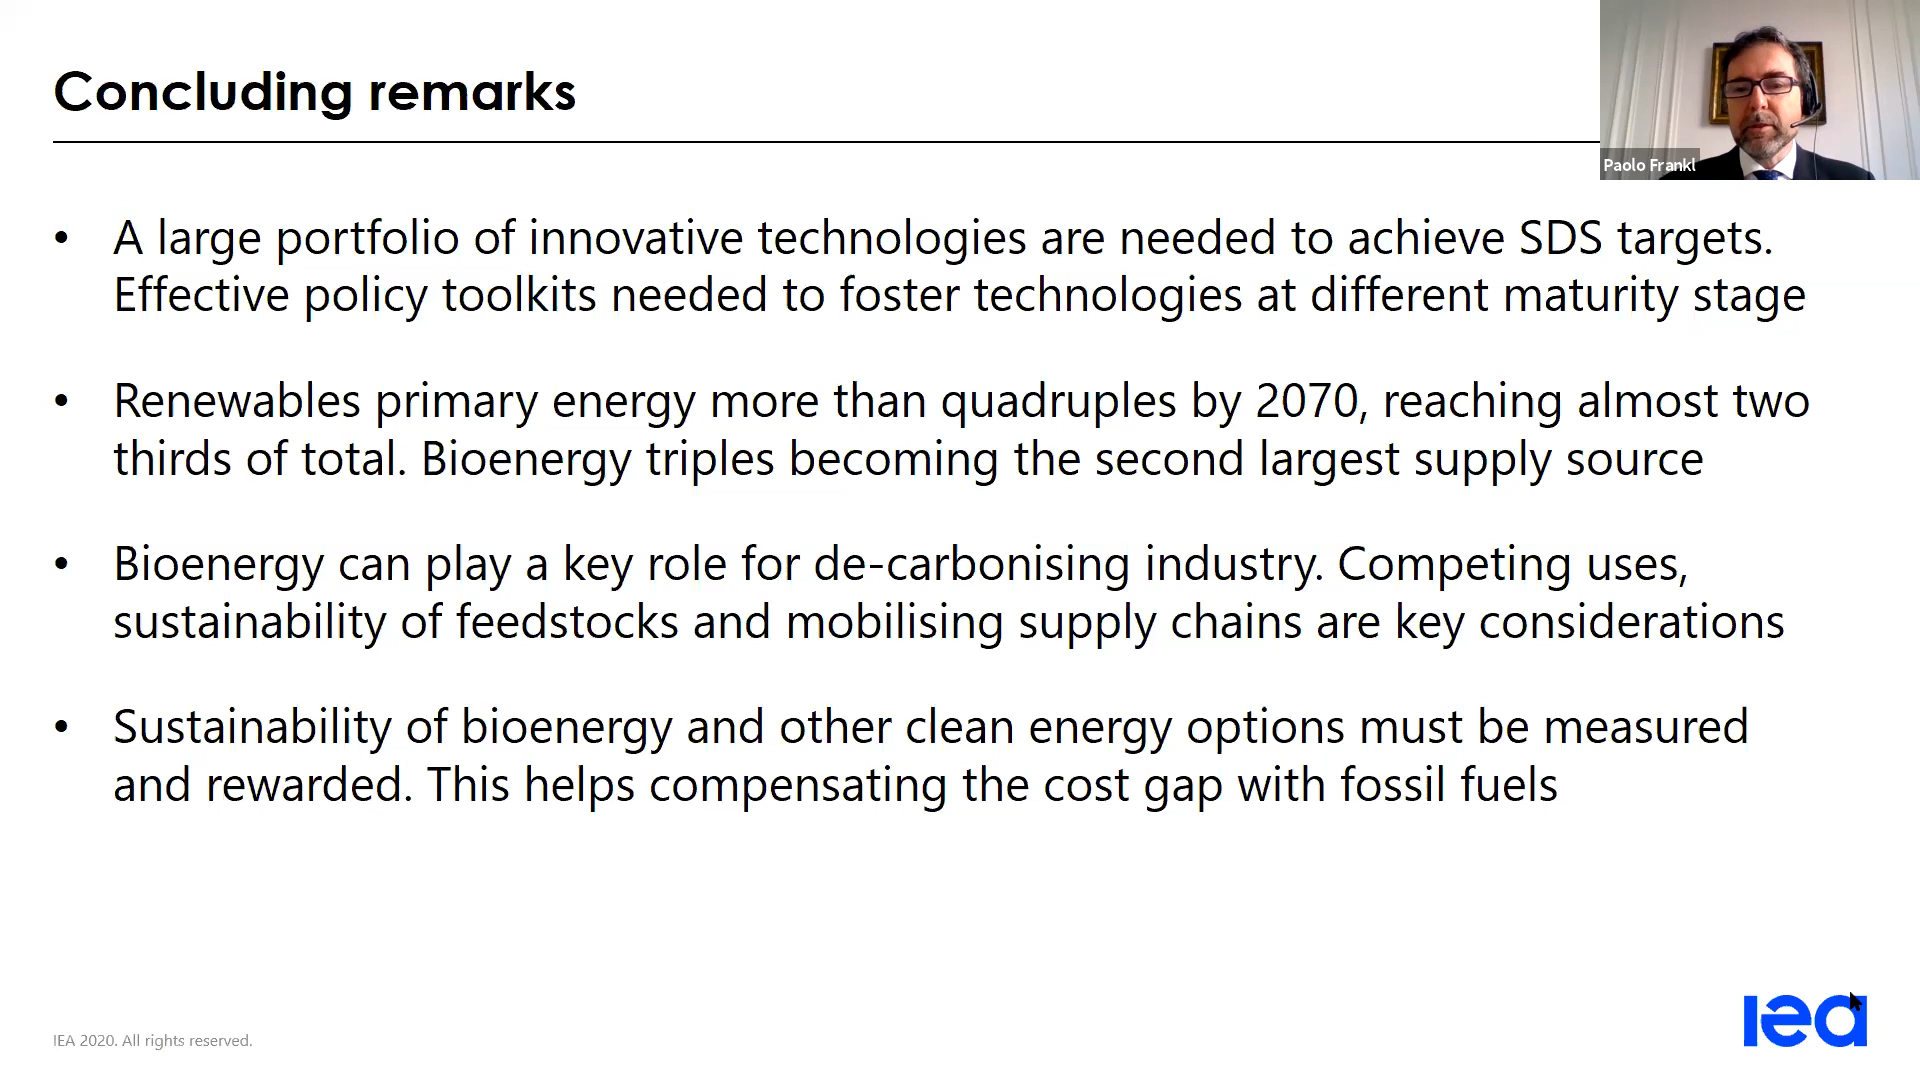 Concluding remarks
Paolo Frankl
• A large portfolio of innovative technologies are needed to achieve SDS targets.
Effective policy toolkits needed to foster technologies at different maturity stage
• Renewables primary energy more than quadruples by 2070, reaching almost two
thirds of total. Bioenergy triples becoming the second largest supply source
• Bioenergy can play a key role for de-carbonising industry. Competing uses,
sustainability of feedstocks and mobilising supply chains are key considerations
• Sustainability of bioenergy and other clean energy options must be measured
and rewarded. This helps compensating the cost gap with fossil fuels
IEA 2020. All rights reserved.
iea